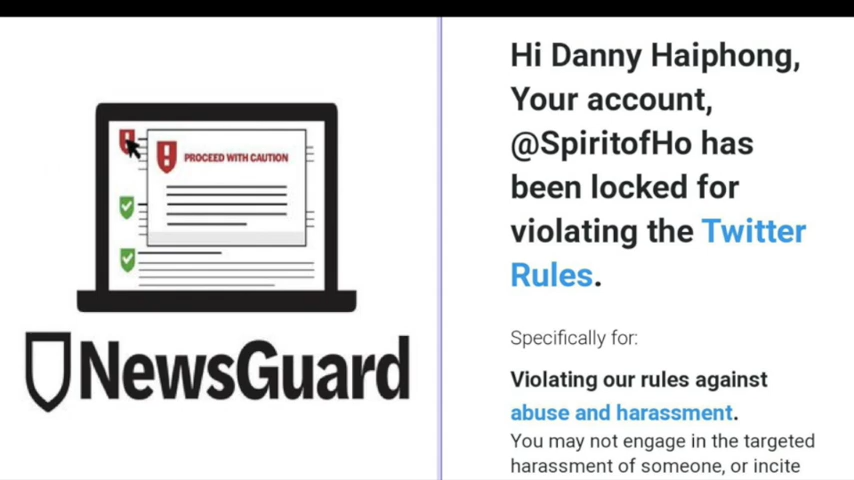 PROCEED WITH CAUTION
NewsGuard
Hi Danny Haiphong,
Your account,
@SpiritofHo has
been locked for
violating the Twitter
Rules.
Specifically for:
Violating our rules against
abuse and harassment.
You may not engage in the targeted
harassment of someone, or incite